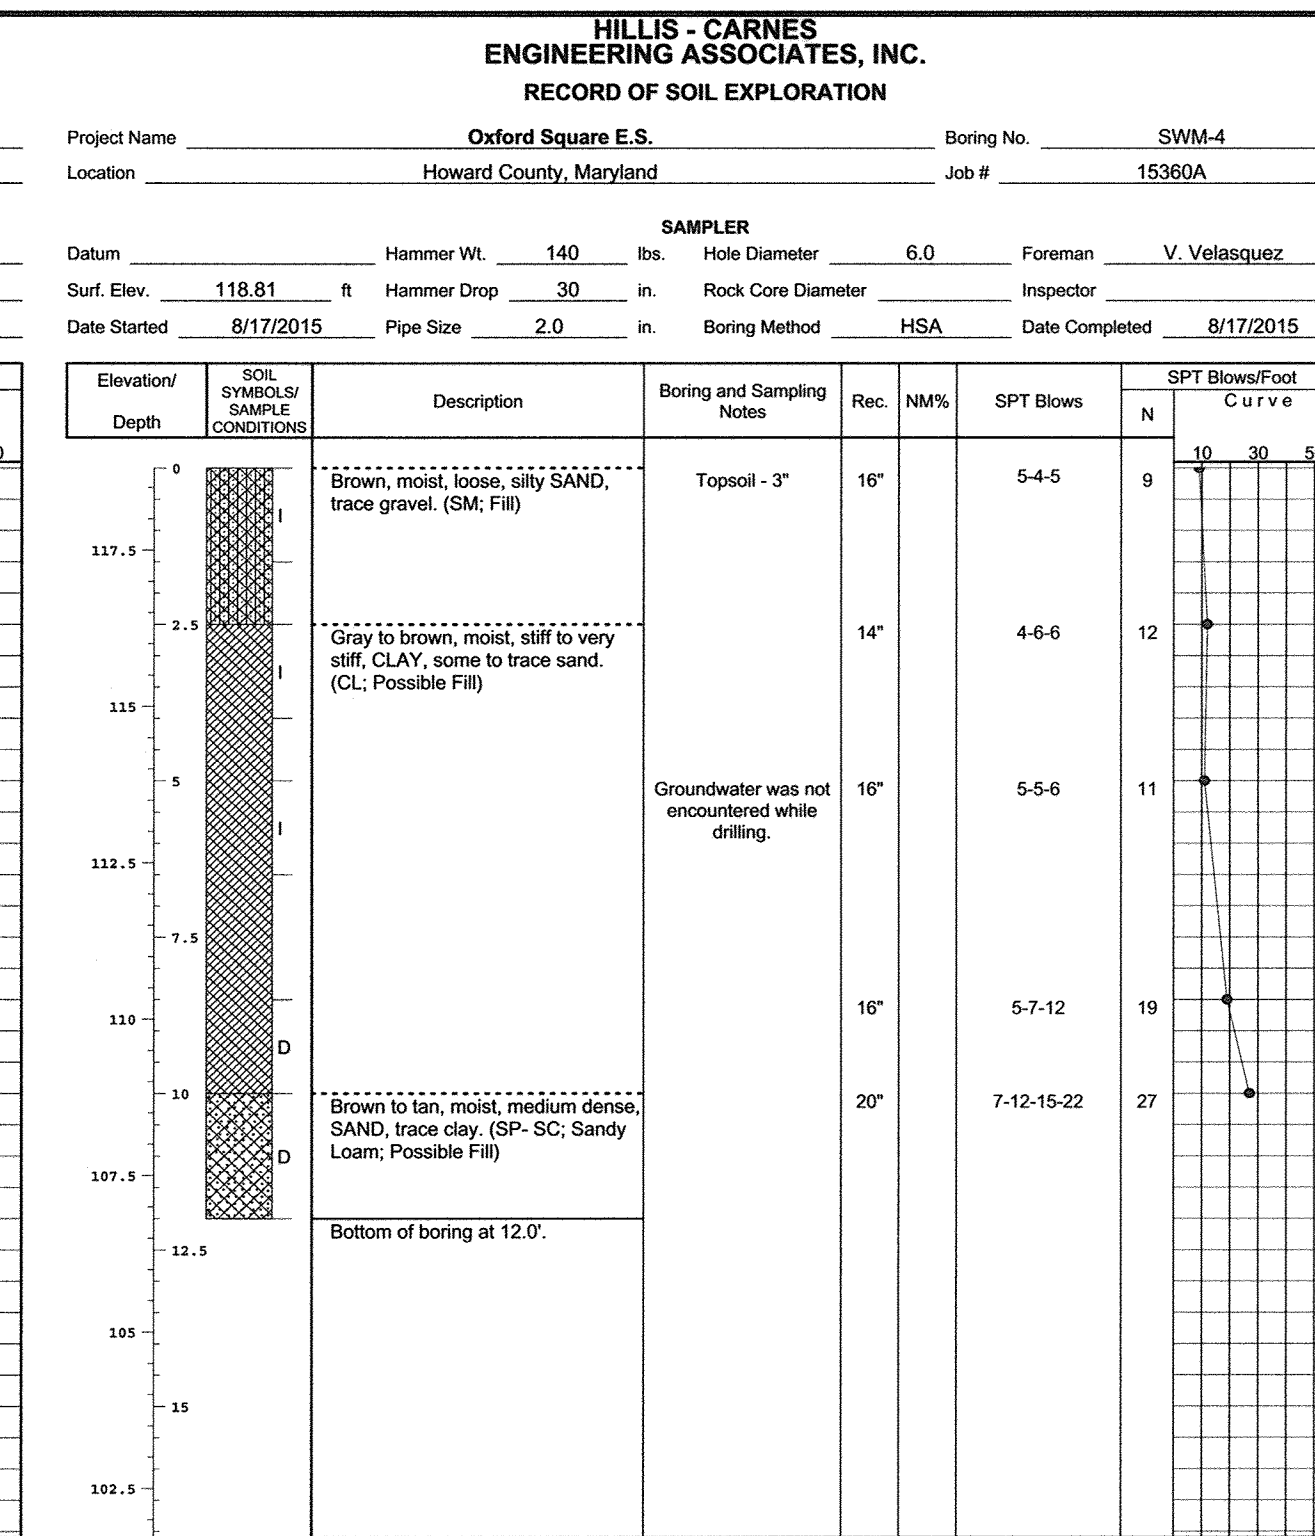 HILLIS - CARNES
ENGINEERING ASSOCIATES, INC.
RECORD OF SOIL EXPLORATION
Project Name Oxford Square E.S. Boring No. SWM-4
Location Howard County, Maryland Job # 15360A
SAMPLER
Datum Hammer Wt. 140 lbs. Hole Diameter 6.0 Foreman V. Velasquez
Surf. Elev. 118.81 ft Hammer Drop 30 in. Rock Core Diameter Inspector
Date Started 8/17/2015 Pipe Size 2.0 in. Boring Method HSA Date Completed 8/17/2015
Elevation/
Depth
SOIL
SYMBOLS/
SAMPLE
CONDITIONS
Description
Boring and Sampling
Notes
Rec.
NM%
SPT Blows
SPT Blows/Foot
N
Curve
10 30
0
Brown, moist, loose, silty SAND,
trace gravel. (SM; Fill)
Topsoil - 3"
16"
5-4-5
9
I
117.5
2.5
Gray to brown, moist, stiff to very
stiff, CLAY, some to trace sand.
(CL; Possible Fill)
14"
4-6-6
12
I
115
5
Groundwater was not
encountered while
drilling.
16"
5-5-6
11
I
112.5
7.5
16"
5-7-12
19
110
D
10
Brown to tan, moist, medium dense,
SAND, trace clay. (SP- SC; Sandy
Loam; Possible Fill)
20"
7-12-15-22
27
D
107.5
Bottom of boring at 12.0'.
12.5
105
15
102.5